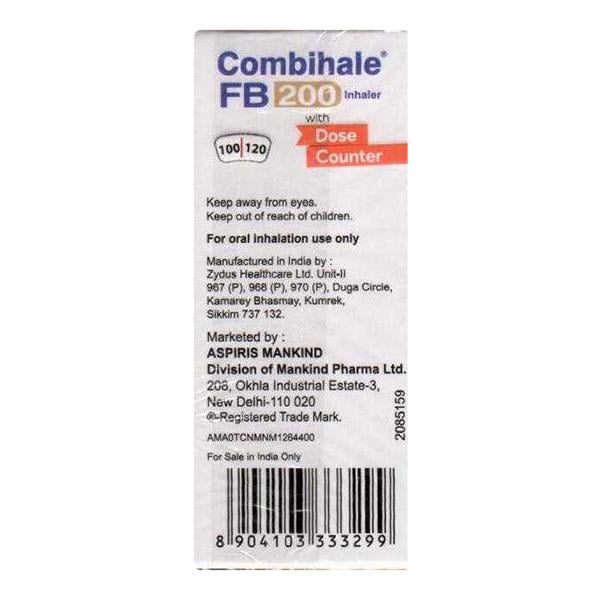 Combihale®
FB 200 Inhaler
with
Dose
Counter
100 120
Keep away from eyes.
Keep out of reach of children.
For oral inhalation use only
Manufactured in India by :
Zydus Healthcare Ltd. Unit-II
967 (P), 968 (P), 970 (P), Duga Circle,
Kamarey Bhasmay, Kumrek,
Sikkim 737 132.
Marketed by :
ASPIRIS MANKIND
Division of Mankind Pharma Ltd.
208, Okhla Industrial Estate-3,
New Delhi-110 020
®-Registered Trade Mark.
AMA0TCNMNM1264400
For Sale in India Only
2085159
8 904103 333299